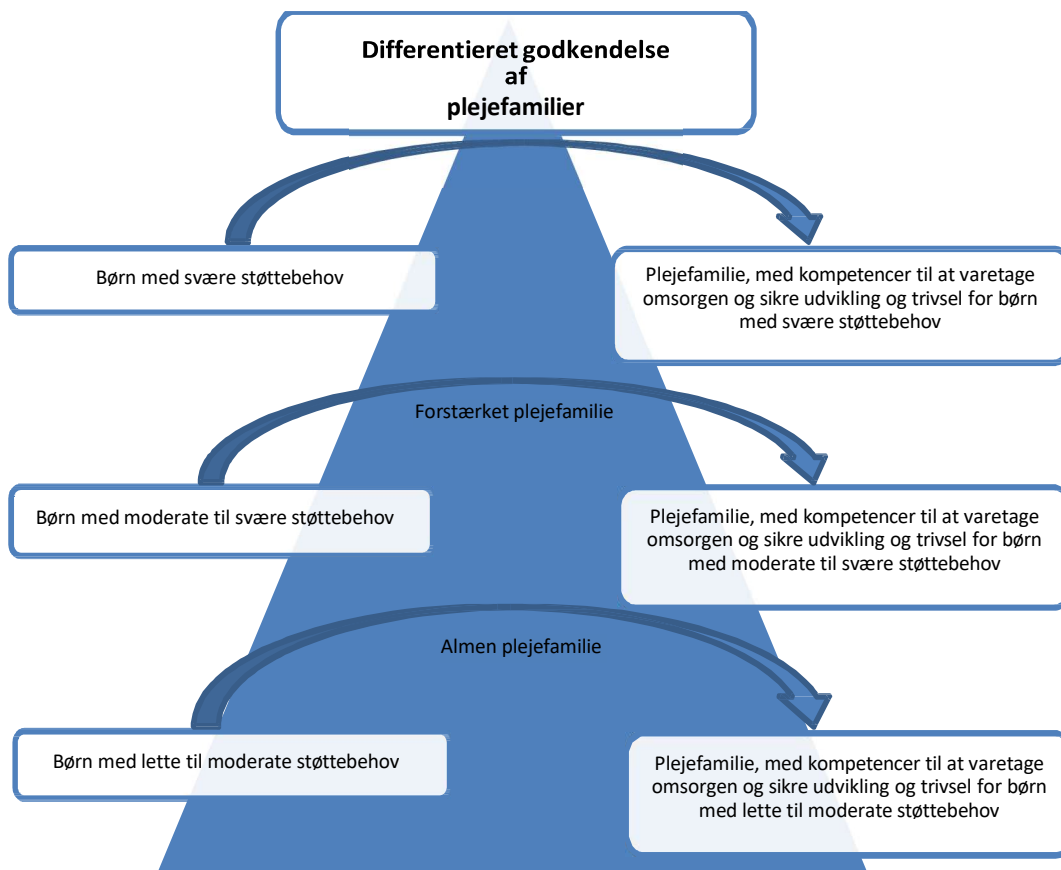 Differentieret godkendelse
af
plejefamilier
Børn med svære støttebehov
Plejefamilie, med kompetencer til at varetage
omsorgen og sikre udvikling og trivsel for børn
med svære støttebehov
Forstærket plejefamilie
Børn med moderate til svære støttebehov
Plejefamilie, med kompetencer til at varetage
omsorgen og sikre udvikling og trivsel for børn
med moderate til svære støttebehov
Almen plejefamilie
Børn med lette til moderate støttebehov
Plejefamilie, med kompetencer til at varetage
omsorgen og sikre udvikling og trivsel for børn
med lette til moderate støttebehov